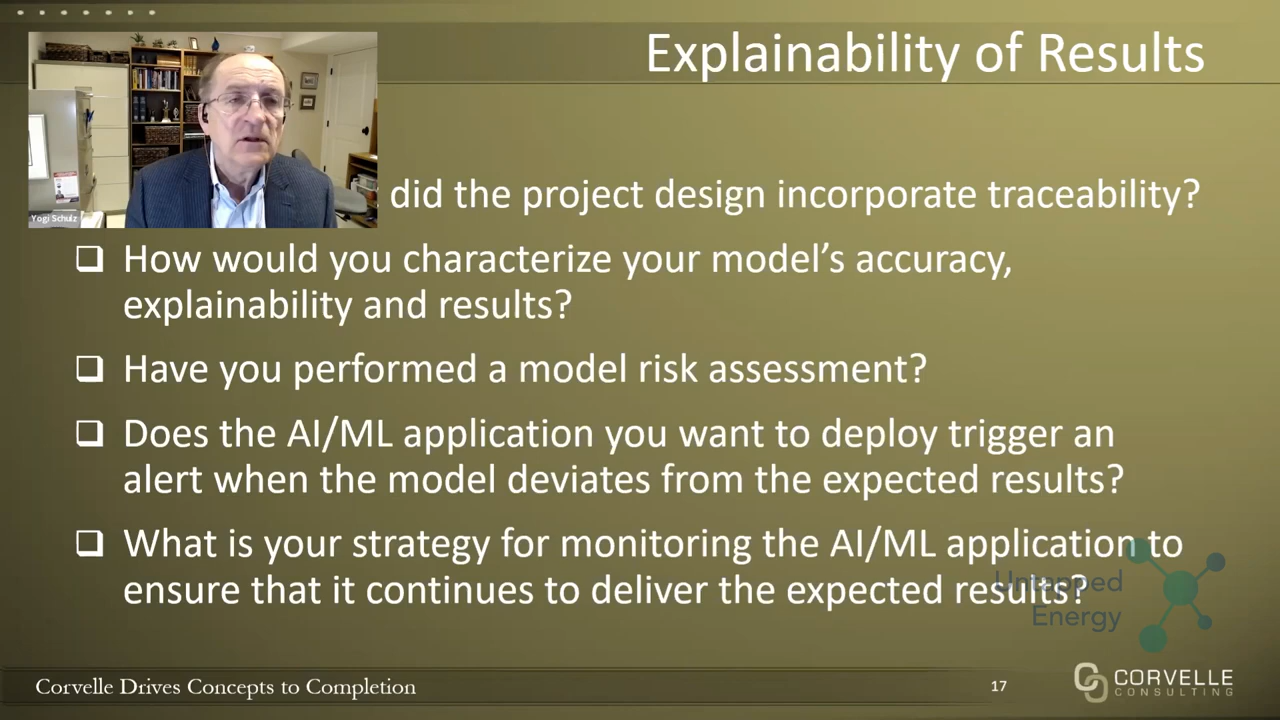 Explainability of Results
Yogi Schulz
did the project design incorporate traceability?
❑ How would you characterize your model’s accuracy,
explainability and results?
❑ Have you performed a model risk assessment?
❑ Does the AI/ML application you want to deploy trigger an
alert when the model deviates from the expected results?
❑ What is your strategy for monitoring the AI/ML application to
ensure that it continues to deliver the expected results?
Untapped
Energy
Corvelle Drives Concepts to Completion
17
CORVELLE
CONSULTING